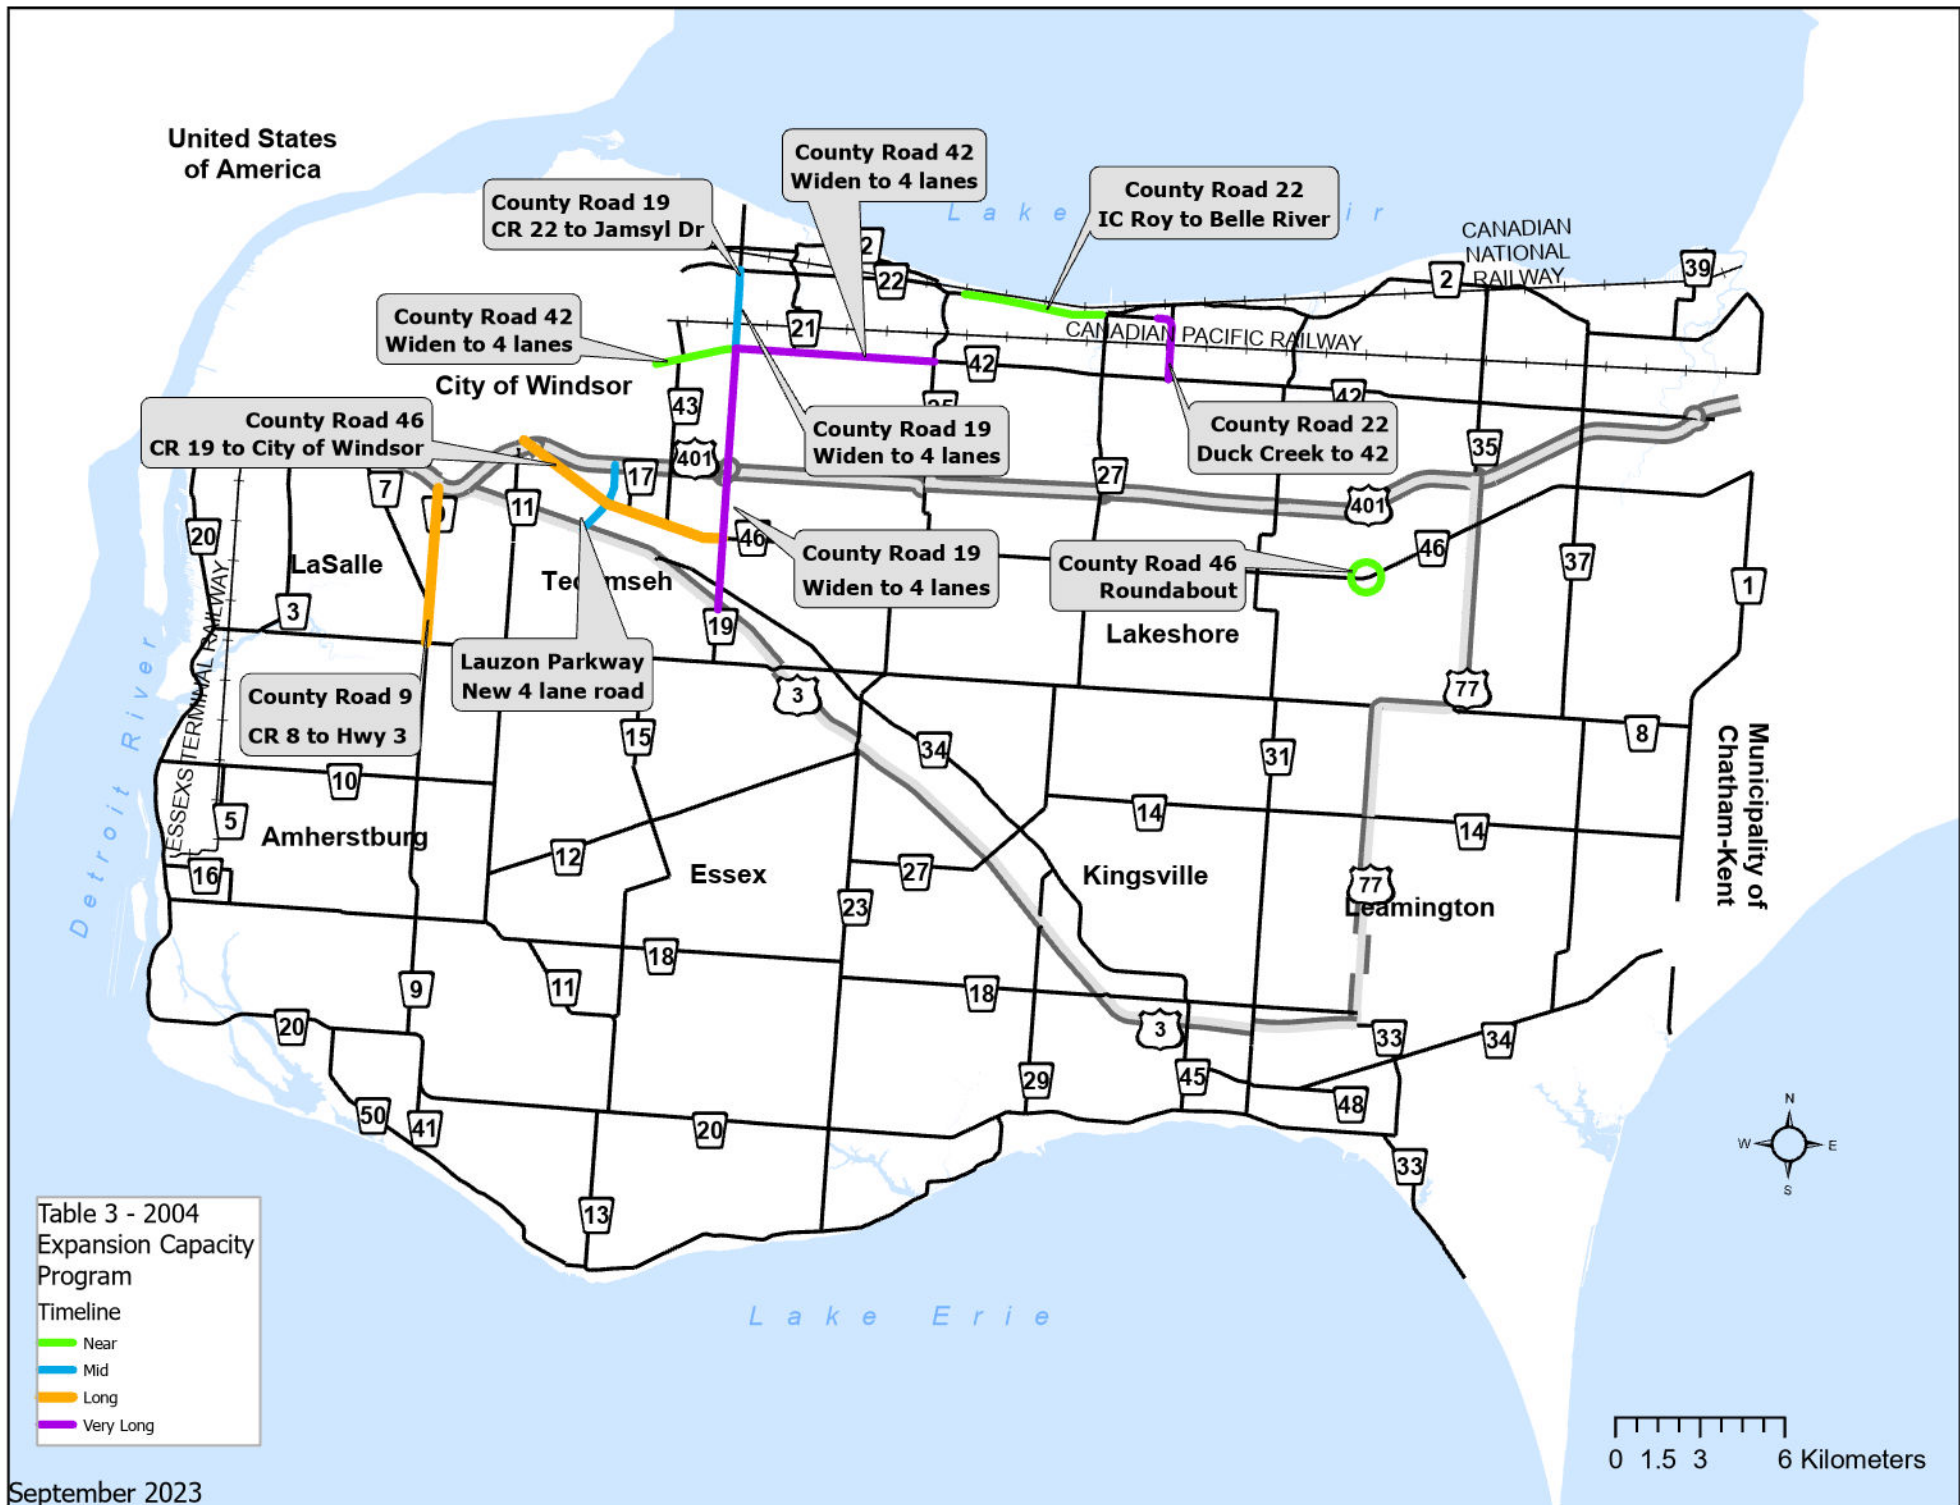 United States
of America
County Road 42
Widen to 4 lanes
County Road 19
CR 22 to Jamsyl Dr
County Road 22
IC Roy to Belle River
Lake
ir
CANADIAN
NATIONAL
RAILWAY
2
22
2
39
County Road 42
Widen to 4 lanes
21
CANADIAN PACIFIC RAILWAY
42
City of Windsor
43
42
County Road 46
CR 19 to City of Windsor
County Road 19
Widen to 4 lanes
County Road 22
Duck Creek to 42
401
17
27
35
7
11
401
20
46
46
County Road 19
Widen to 4 lanes
County Road 46
Roundabout
37
1
LaSalle
3
19
Lakeshore
Lauzon Parkway
New 4 lane road
County Road 9
CR 8 to Hwy 3
3
77
8
15
34
31
Municipality of
Chatham-Kent
ESSEXS TERMINAL RAILWAY
Detroit River
10
5
Amherstburg
14
14
12
16
Essex
27
Kingsville
77
Leamington
23
18
9
11
18
20
3
33
34
29
45
48
50
41
20
33
13
N
W
E
S
Lake Erie
Table 3 - 2004
Expansion Capacity
Program
Timeline
Near
Mid
Long
Very Long
0 1.5 3 6 Kilometers
September 2023